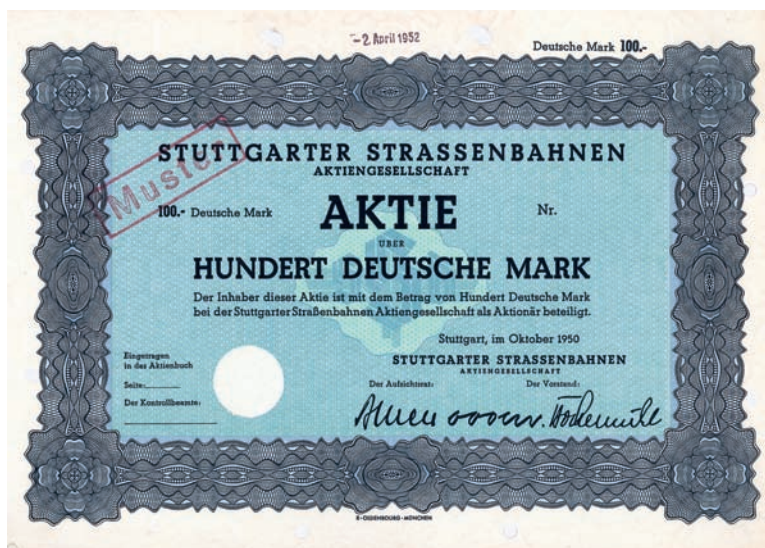 -2. April 1952
Deutsche Mark 100.-
STUTTGARTER STRASSENBAHNEN
AKTIENGESELLSCHAFT
Muster
100.- Deutsche Mark
AKTIE
Nr.
ÜBER
HUNDERT DEUTSCHE MARK
Der Inhaber dieser Aktie ist mit dem Betrag von Hundert Deutsche Mark
bei der Stuttgarter Straßenbahnen Aktiengesellschaft als Aktionär beteiligt.
Stuttgart, im Oktober 1950
STUTTGARTER STRASSENBAHNEN
AKTIENGESELLSCHAFT
Eingetragen
in das Aktienbuch
Seite:
Der Kontrollbeamte:
Der Aufsichtsrat:
Der Vorstand:
R·OLDENBOURG·MÜNCHEN